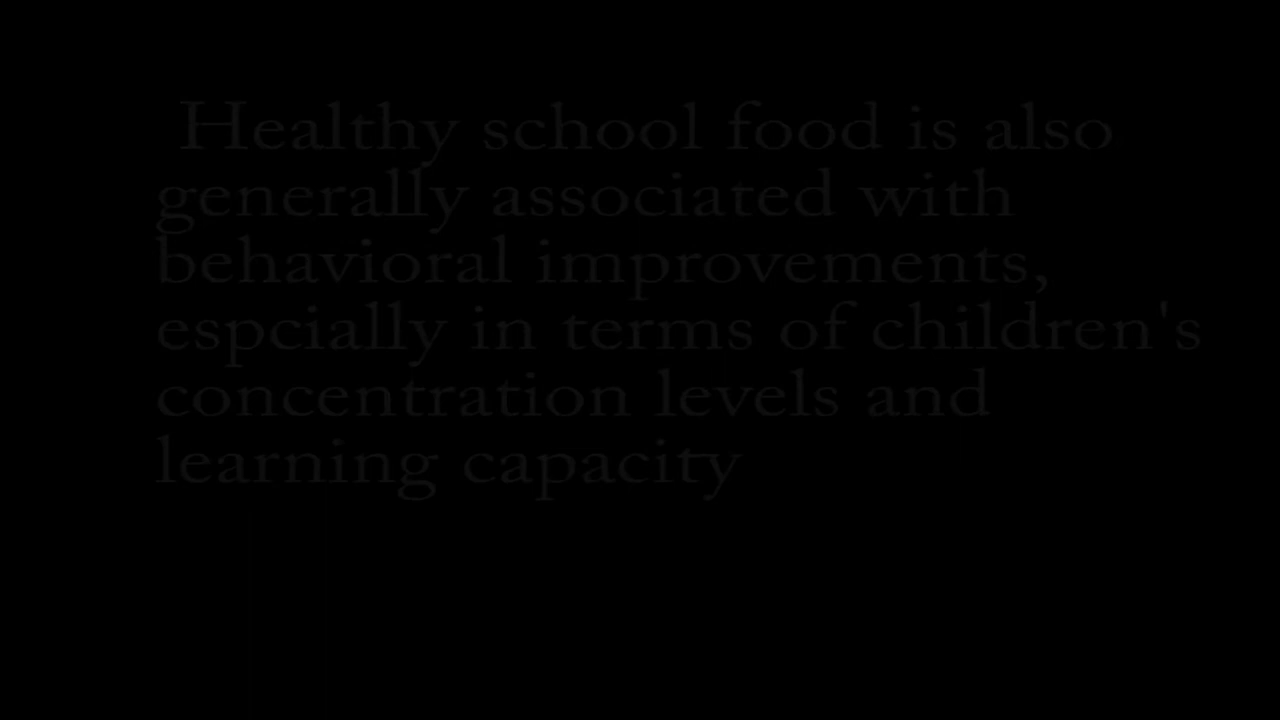 Healthy school food is also
generally associated with
behavioral improvements,
espcially in terms of children's
concentration levels and
learning capacity